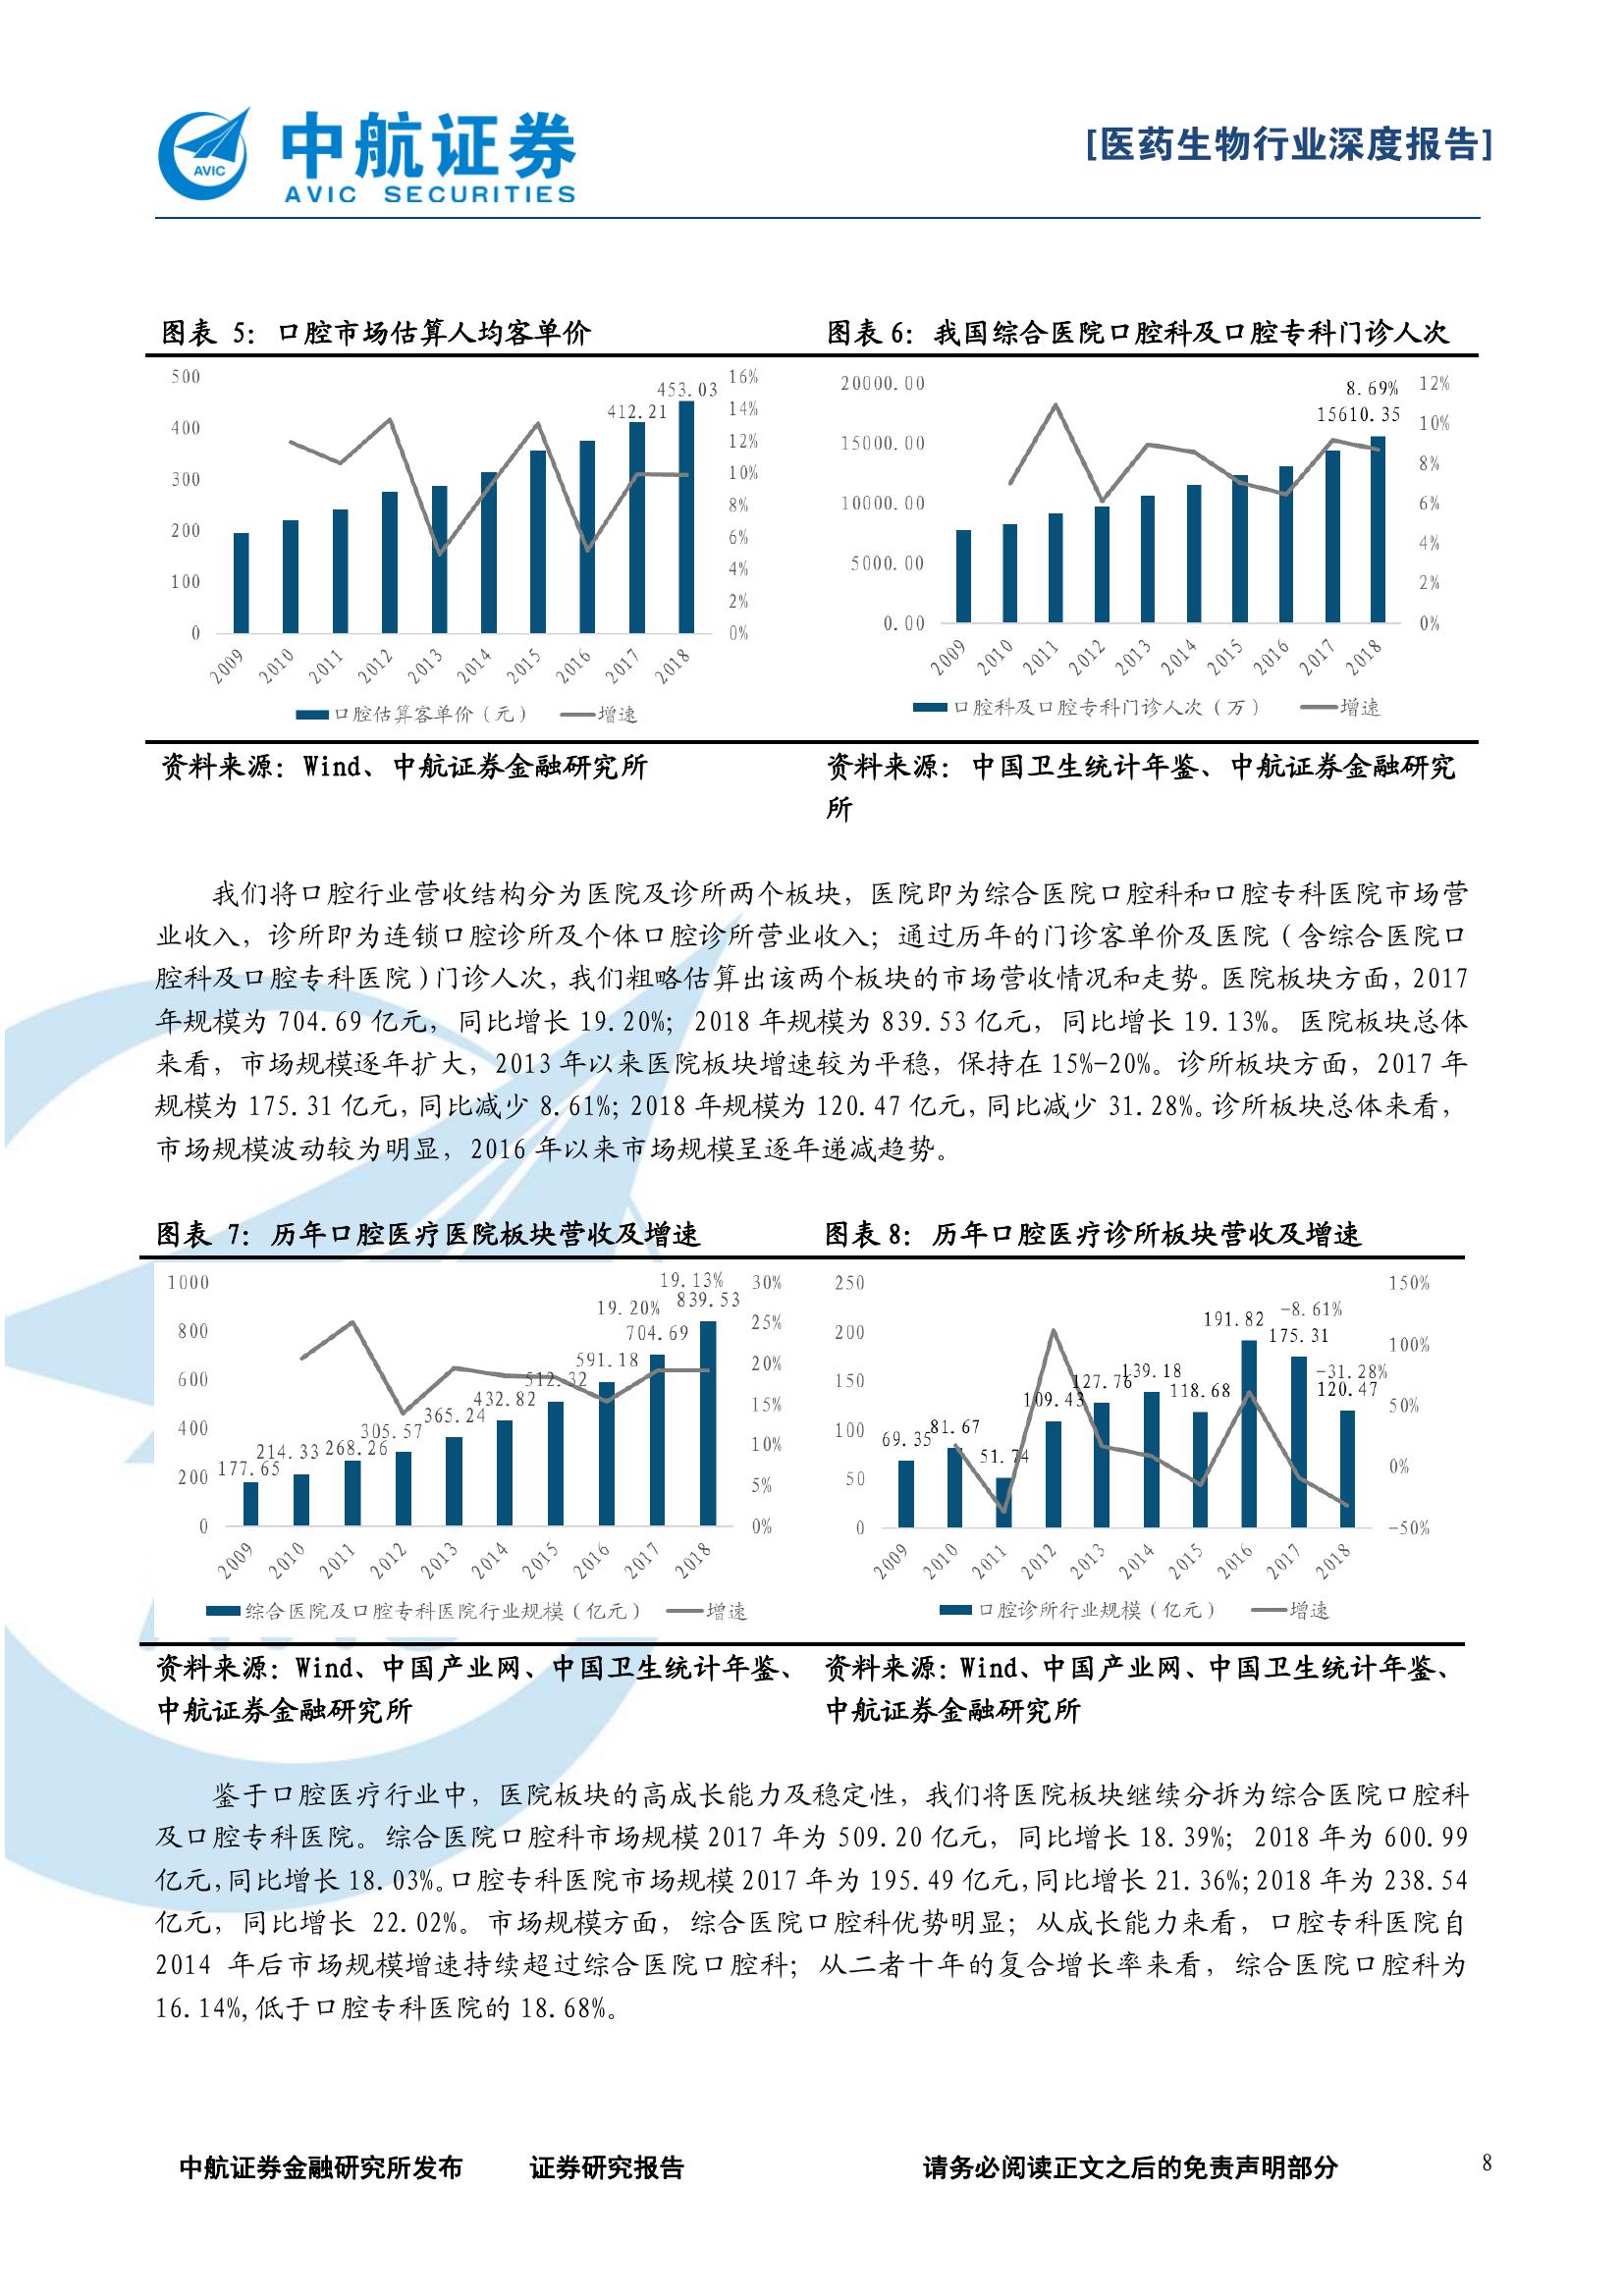 AVIC
中航证券
AVIC SECURITIES
[医药生物行业深度报告]
图表 5：口腔市场估算人均客单价
500
400
300
200
100
0
453.03
412.21
16%
14%
12%
10%
8%
6%
4%
2%
0%
2009 2010 2011 2012 2013 2014 2015 2016 2017 2018
口腔估算客单价（元） 增速
资料来源：Wind、中航证券金融研究所
图表 6：我国综合医院口腔科及口腔专科门诊人次
20000.00
15000.00
10000.00
5000.00
0.00
8.69%
15610.35
12%
10%
8%
6%
4%
2%
0%
2009 2010 2011 2012 2013 2014 2015 2016 2017 2018
口腔科及口腔专科门诊人次（万） 增速
资料来源：中国卫生统计年鉴、中航证券金融研究
所
我们将口腔行业营收结构分为医院及诊所两个板块，医院即为综合医院口腔科和口腔专科医院市场营
业收入，诊所即为连锁口腔诊所及个体口腔诊所营业收入；通过历年的门诊客单价及医院（含综合医院口
腔科及口腔专科医院）门诊人次，我们粗略估算出该两个板块的市场营收情况和走势。医院板块方面，2017
年规模为 704.69 亿元，同比增长 19.20%；2018 年规模为 839.53 亿元，同比增长 19.13%。医院板块总体
来看，市场规模逐年扩大，2013 年以来医院板块增速较为平稳，保持在 15%-20%。诊所板块方面，2017 年
规模为 175.31 亿元，同比减少 8.61%；2018 年规模为 120.47 亿元，同比减少 31.28%。诊所板块总体来看，
市场规模波动较为明显，2016 年以来市场规模呈逐年递减趋势。
图表 7：历年口腔医疗医院板块营收及增速
1000
800
600
400
200
0
177.65
214.33
268.26
305.57
365.24
432.82
512.32
591.18
19.20%
704.69
19.13%
839.53
30%
25%
20%
15%
10%
5%
0%
2009 2010 2011 2012 2013 2014 2015 2016 2017 2018
综合医院及口腔专科医院行业规模（亿元） 增速
资料来源：Wind、中国产业网、中国卫生统计年鉴、
中航证券金融研究所
图表 8：历年口腔医疗诊所板块营收及增速
250
200
150
100
50
0
69.35
81.67
51.74
109.43
127.76
139.18
118.68
191.82
-8.61%
175.31
-31.28%
120.47
150%
100%
50%
0%
-50%
2009 2010 2011 2012 2013 2014 2015 2016 2017 2018
口腔诊所行业规模（亿元） 增速
资料来源：Wind、中国产业网、中国卫生统计年鉴、
中航证券金融研究所
鉴于口腔医疗行业中，医院板块的高成长能力及稳定性，我们将医院板块继续分拆为综合医院口腔科
及口腔专科医院。综合医院口腔科市场规模 2017 年为 509.20 亿元，同比增长 18.39%；2018 年为 600.99
亿元，同比增长 18.03%。口腔专科医院市场规模 2017 年为 195.49 亿元，同比增长 21.36%；2018 年为 238.54
亿元，同比增长 22.02%。市场规模方面，综合医院口腔科优势明显；从成长能力来看，口腔专科医院自
2014 年后市场规模增速持续超过综合医院口腔科；从二者十年的复合增长率来看，综合医院口腔科为
16.14%,低于口腔专科医院的 18.68%。
中航证券金融研究所发布 证券研究报告 请务必阅读正文之后的免责声明部分 8